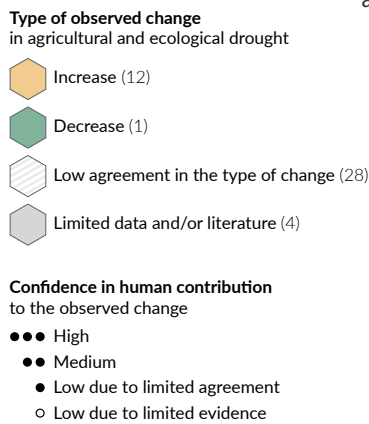 Type of observed change
in agricultural and ecological drought
Increase (12)
Decrease (1)
Low agreement in the type of change (28)
Limited data and/or literature (4)
Confidence in human contribution
to the observed change
●●● High
●● Medium
● Low due to limited agreement
○ Low due to limited evidence